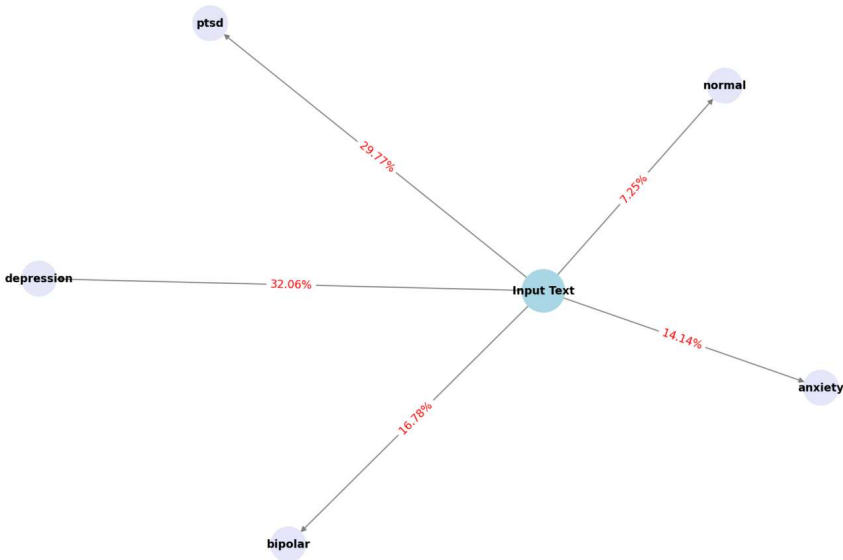 ptsd
normal
29.77%
7.25%
depression
32.06%
Input Text
14.14%
anxiety
16.78%
bipolar